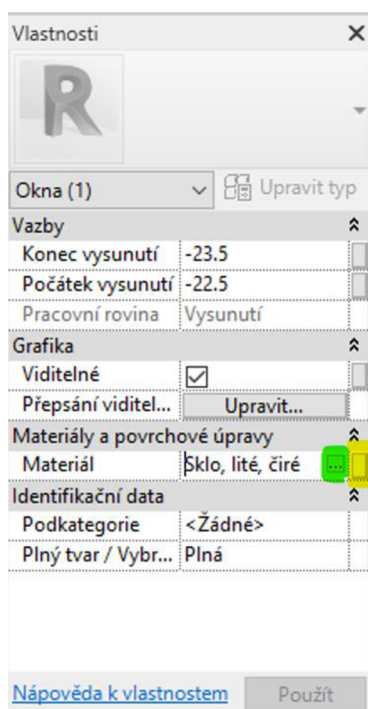 Vlastnosti
R
Okna (1) Upravit typ
Vazby
Konec vysunutí -23.5
Počátek vysunutí -22.5
Pracovní rovina Vysunutí
Grafika
Viditelné
Přepsání viditel... Upravit...
Materiály a povrchové úpravy
Materiál Sklo, lité, čiré ...
Identifikační data
Podkategorie <Žádné>
Plný tvar / Vybr... Plná
Nápověda k vlastnostem Použít